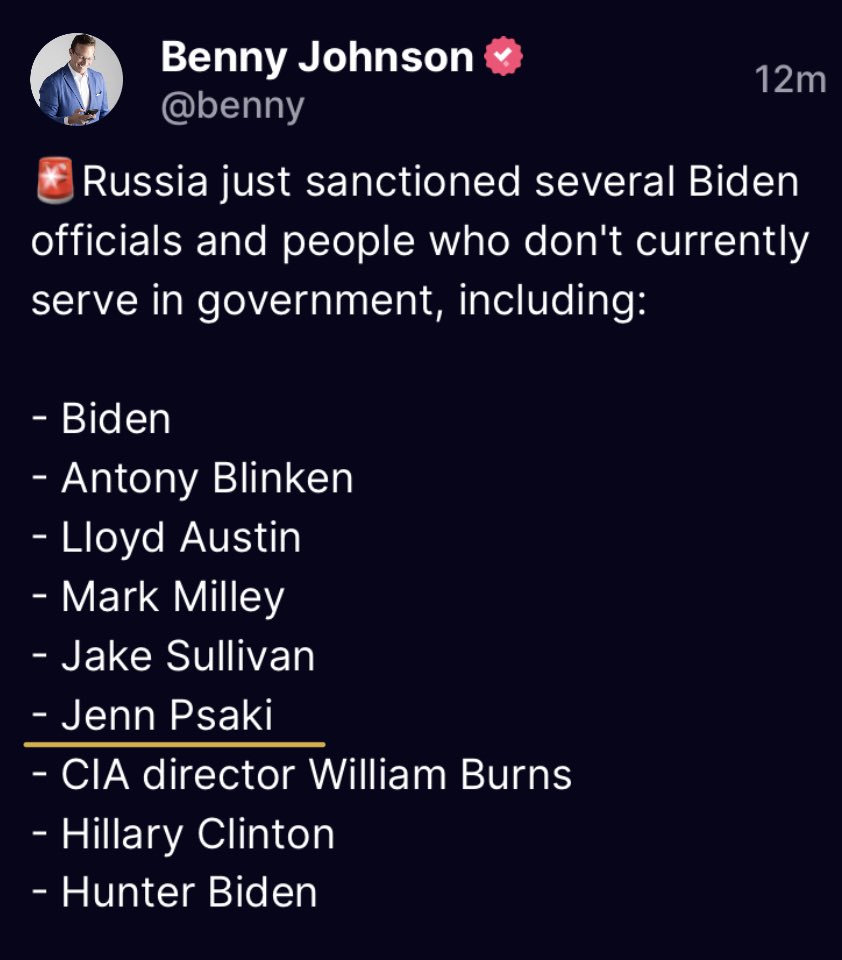 Benny Johnson
@benny
12m
🚨Russia just sanctioned several Biden
officials and people who don't currently
serve in government, including:
- Biden
- Antony Blinken
- Lloyd Austin
- Mark Milley
- Jake Sullivan
- Jenn Psaki
- CIA director William Burns
- Hillary Clinton
- Hunter Biden